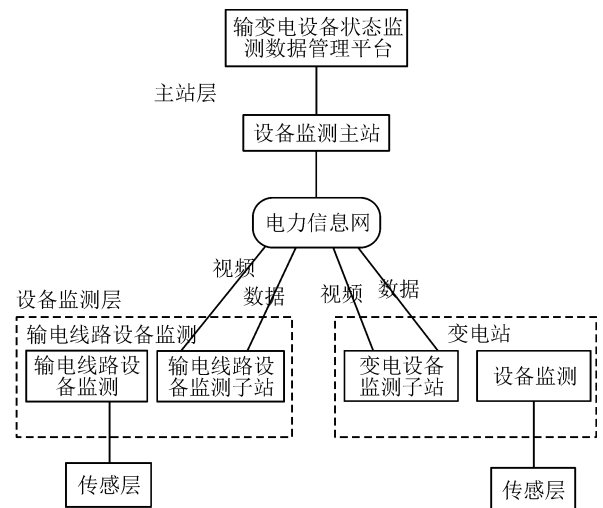 输变电设备状态监
测数据管理平台
主站层
设备监测主站
电力信息网
视频
数据
视频
数据
设备监测层
输电线路设备监测
变电站
输电线路设
备监测
输电线路设
备监测子站
变电设备
监测子站
设备监测
传感层
传感层